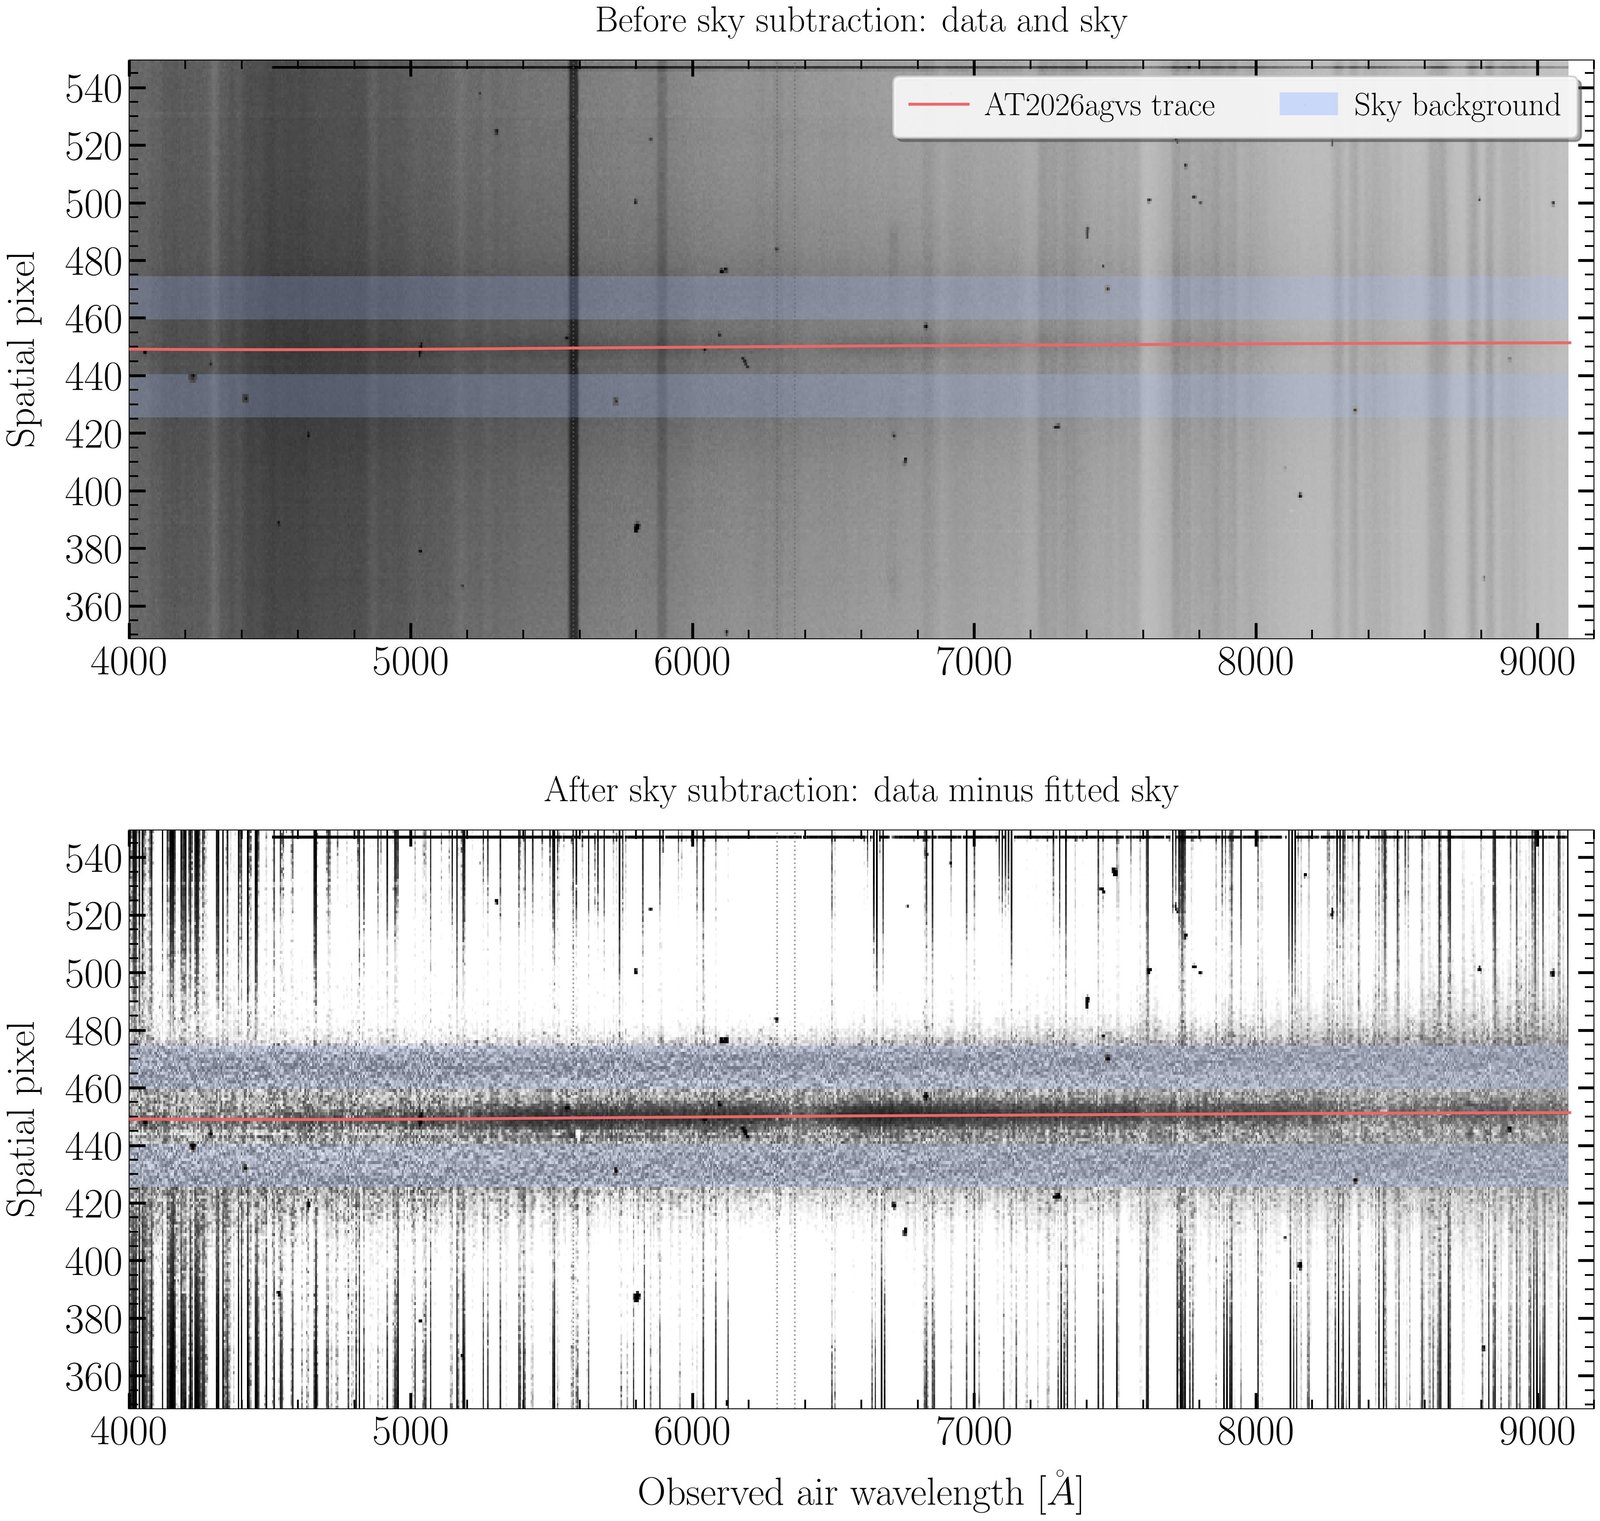 Before sky subtraction: data and sky
AT2026agvs trace
Sky background
540
520
500
480
460
440
420
400
380
360
Spatial pixel
4000 5000 6000 7000 8000 9000
After sky subtraction: data minus fitted sky
540
520
500
480
460
440
420
400
380
360
Spatial pixel
4000 5000 6000 7000 8000 9000
Observed air wavelength [Å]